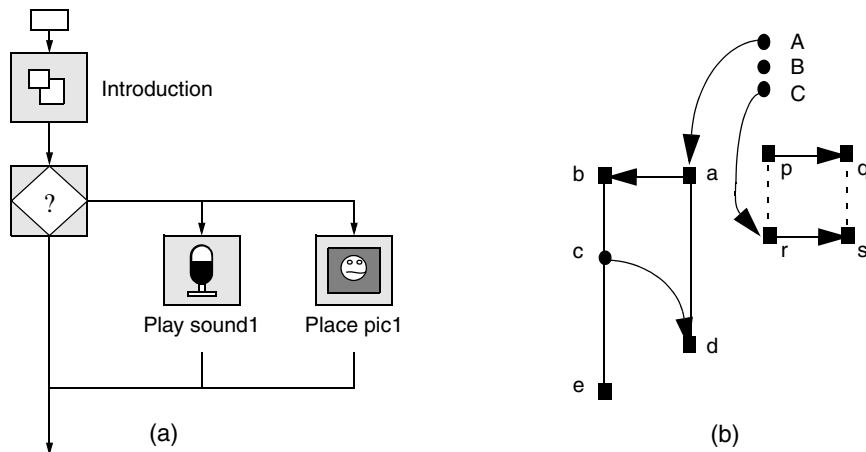 Introduction
?
Play sound1
Place pic1
(a)
A
B
C
p
q
b
a
c
r
s
d
e
(b)